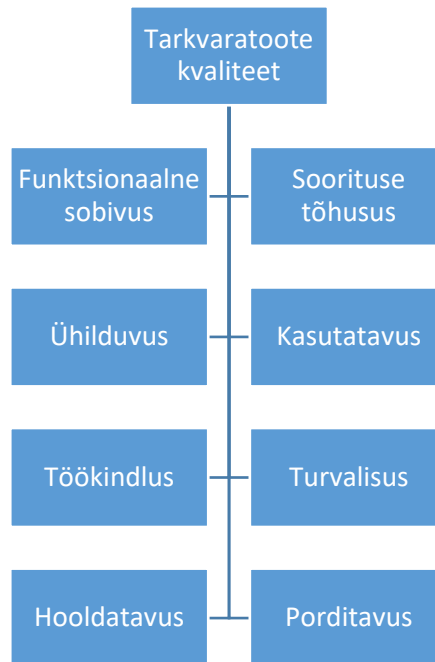 Tarkvaratoote
kvaliteet
Funktsionaalne
sobivus
Soorituse
tõhusus
Ühilduvus
Kasutatavus
Töökindlus
Turvalisus
Hooldatavus
Porditavus